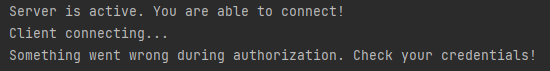 Server is active. You are able to connect!
Client connecting...
Something went wrong during authorization. Check your credentials!